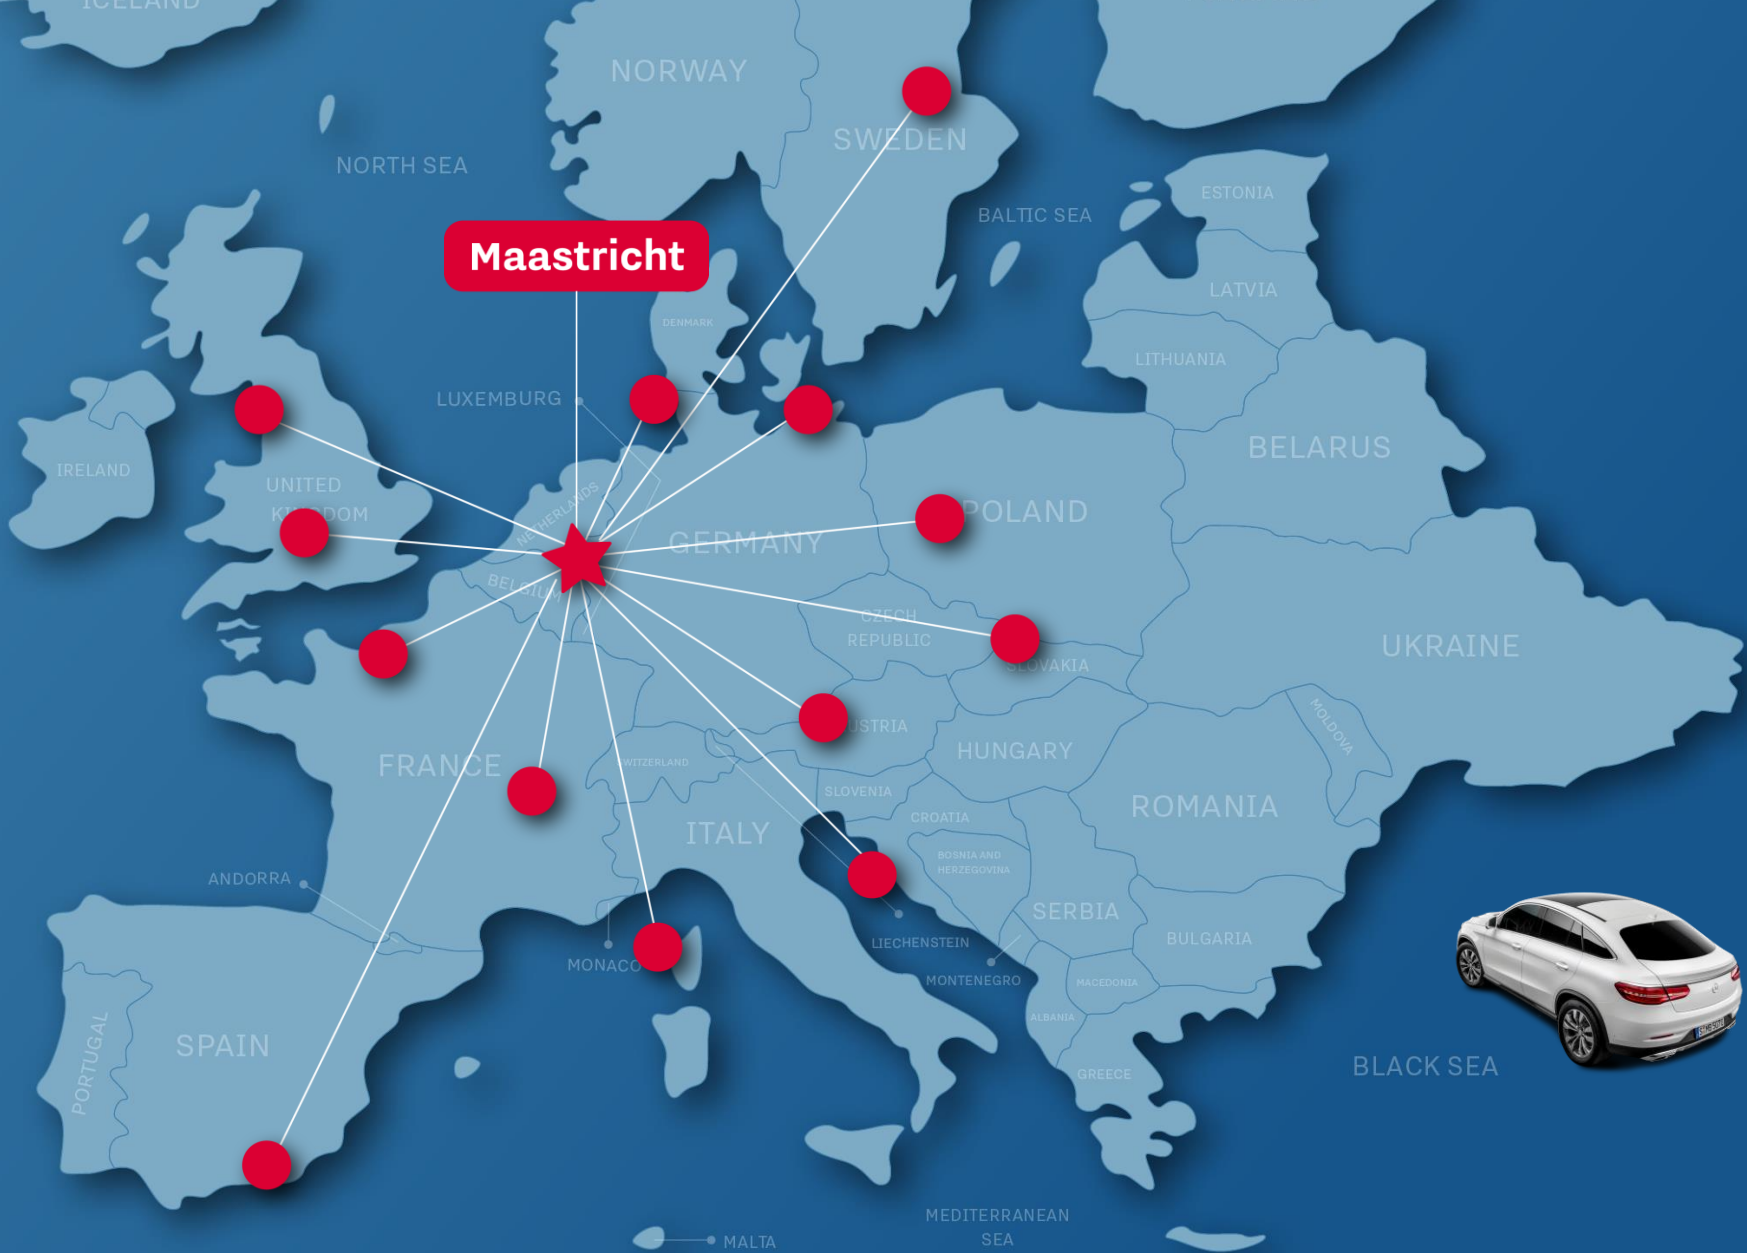 ICELAND
NORWAY
SWEDEN
NORTH SEA
ESTONIA
BALTIC SEA
Maastricht
LATVIA
DENMARK
LITHUANIA
LUXEMBURG
BELARUS
IRELAND
UNITED
NETHERLANDS
POLAND
GERMANY
BELGIUM
CZECH
REPUBLIC
UKRAINE
SLOVAKIA
MOLDOVA
AUSTRIA
HUNGARY
FRANCE
SWITZERLAND
SLOVENIA
ROMANIA
CROATIA
ITALY
BOSNIA AND
HERZEGOVINA
ANDORRA
SERBIA
BULGARIA
LIECHENSTEIN
MONACO
MONTENEGRO
MACEDONIA
ALBANIA
PORTUGAL
SPAIN
BLACK SEA
GREECE
MEDITERRANEAN
SEA
MALTA